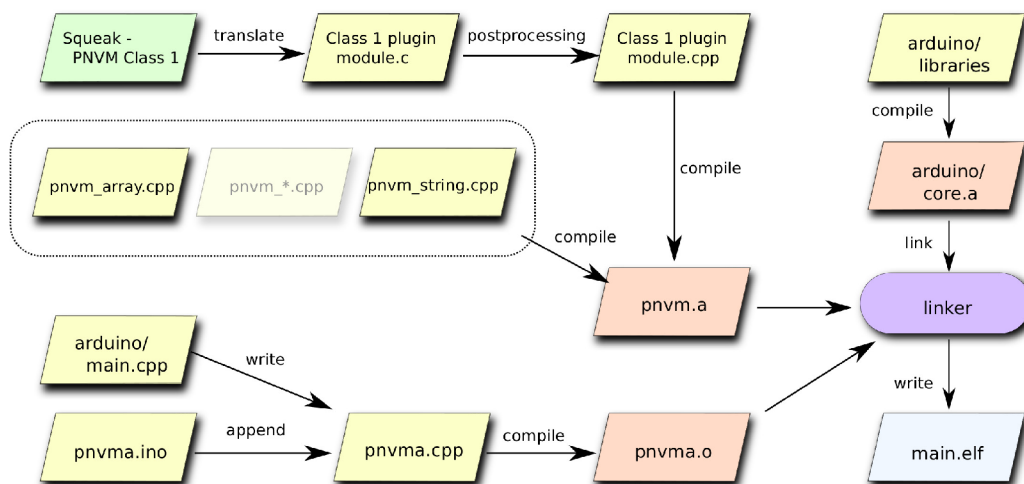 Squeak -
PNVM Class 1
translate
Class 1 plugin
module.c
postprocessing
Class 1 plugin
module.cpp
arduino/
libraries
compile
pnvm_array.cpp
pnvm_*.cpp
pnvm_string.cpp
compile
arduino/
core.a
compile
link
pnvm.a
linker
arduino/
main.cpp
write
write
pnvma.ino
append
pnvma.cpp
compile
pnvma.o
main.elf